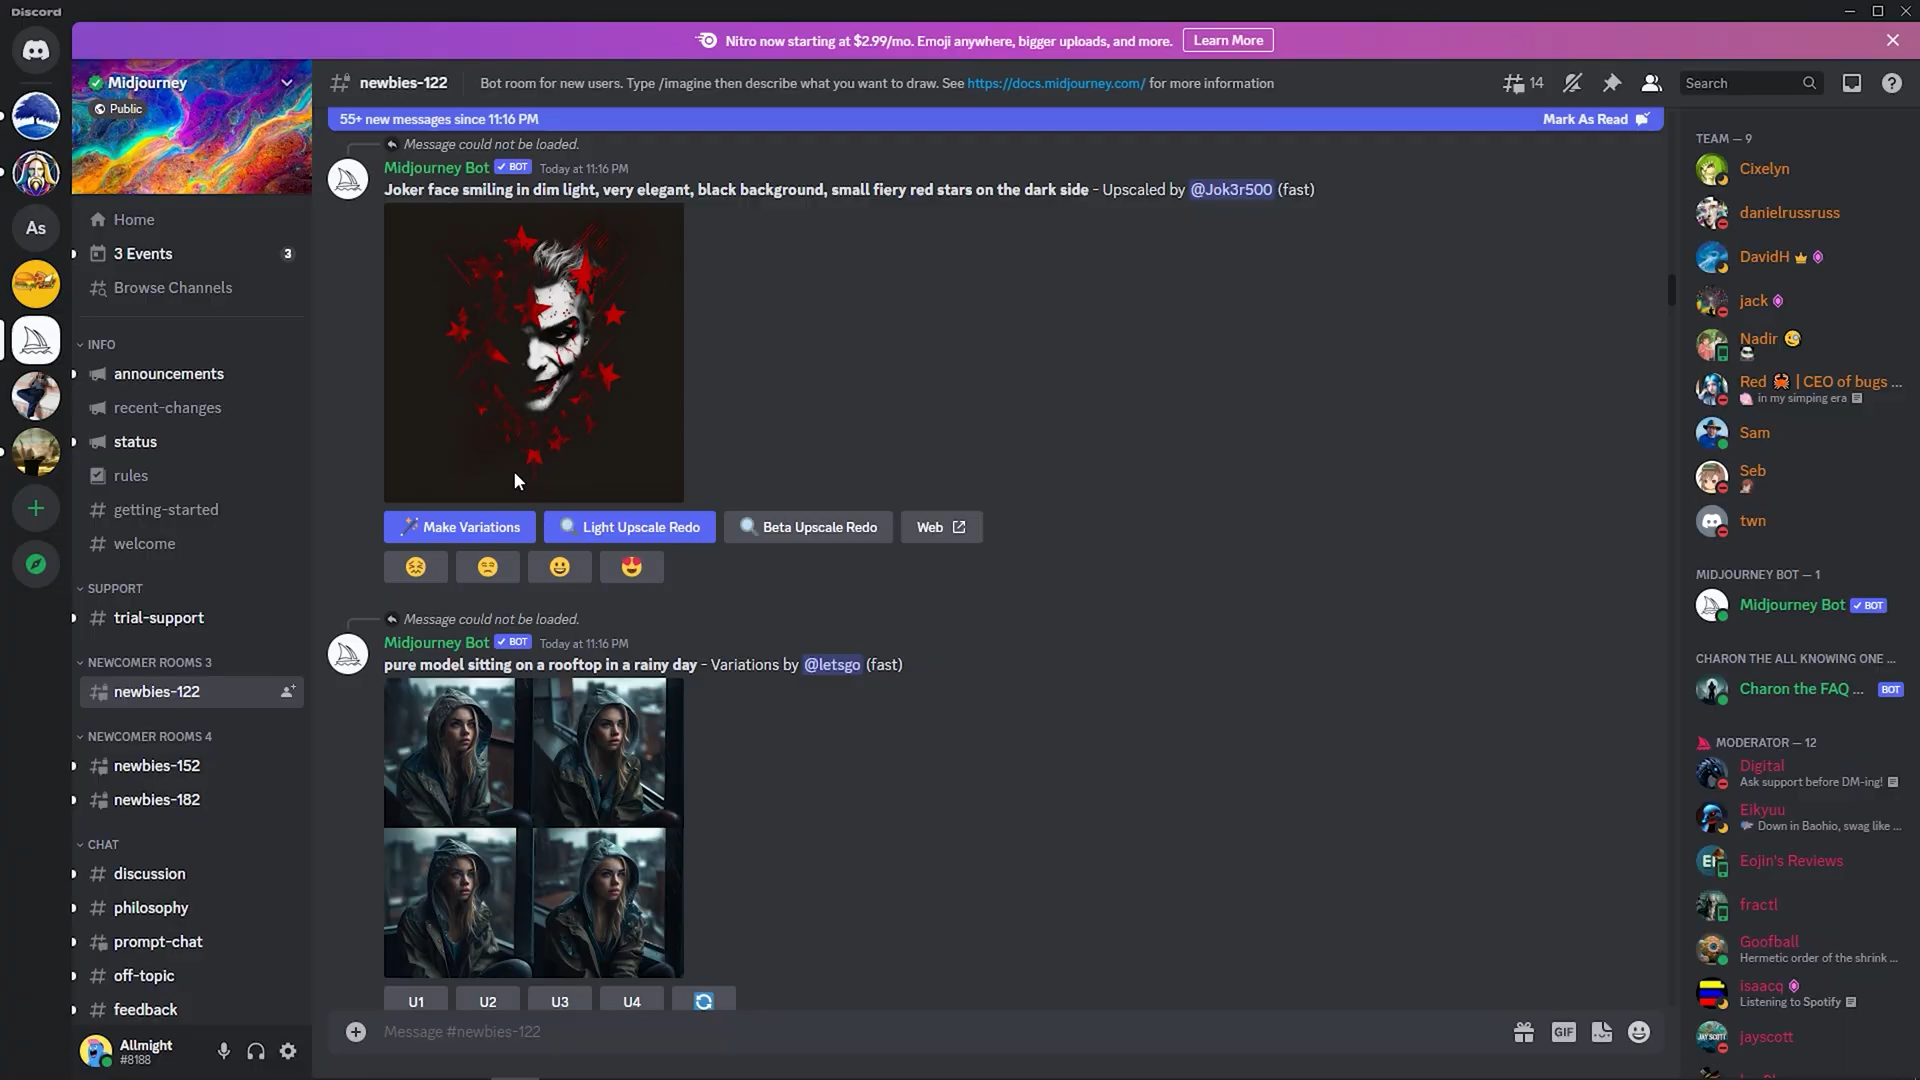 Discord
Nitro now starting at $2.99/mo. Emoji anywhere, bigger uploads, and more.
Learn More
Midjourney
Public
As
Home
3 Events
3
Browse Channels
INFO
announcements
recent-changes
status
rules
getting-started
welcome
SUPPORT
trial-support
NEWCOMER ROOMS 3
newbies-122
NEWCOMER ROOMS 4
newbies-152
newbies-182
CHAT
discussion
philosophy
prompt-chat
off-topic
feedback
Allmight
#8188
newbies-122
Bot room for new users. Type /imagine then describe what you want to draw. See https://docs.midjourney.com/ for more information
14
Search
55+ new messages since 11:16 PM
Mark As Read
Message could not be loaded.
Midjourney Bot BOT Today at 11:16 PM
Joker face smiling in dim light, very elegant, black background, small fiery red stars on the dark side - Upscaled by @Jok3r500 (fast)
Make Variations
Light Upscale Redo
Beta Upscale Redo
Web
Message could not be loaded.
Midjourney Bot BOT Today at 11:16 PM
pure model sitting on a rooftop in a rainy day - Variations by @letsgo (fast)
U1
U2
U3
U4
Message #newbies-122
GIF
TEAM — 9
Cixelyn
danielrussruss
DavidH
jack
Nadir
Red | CEO of bugs ...
in my simping era
Sam
Seb
twn
MIDJOURNEY BOT — 1
Midjourney Bot BOT
CHARON THE ALL KNOWING ONE ...
Charon the FAQ ... BOT
MODERATOR — 12
Digital
Ask support before DM-ing!
Eikyuu
Down in Baohio, swag like ...
Eojin's Reviews
fractl
Goofball
Hermetic order of the shrink ...
isaacq
Listening to Spotify
jayscott